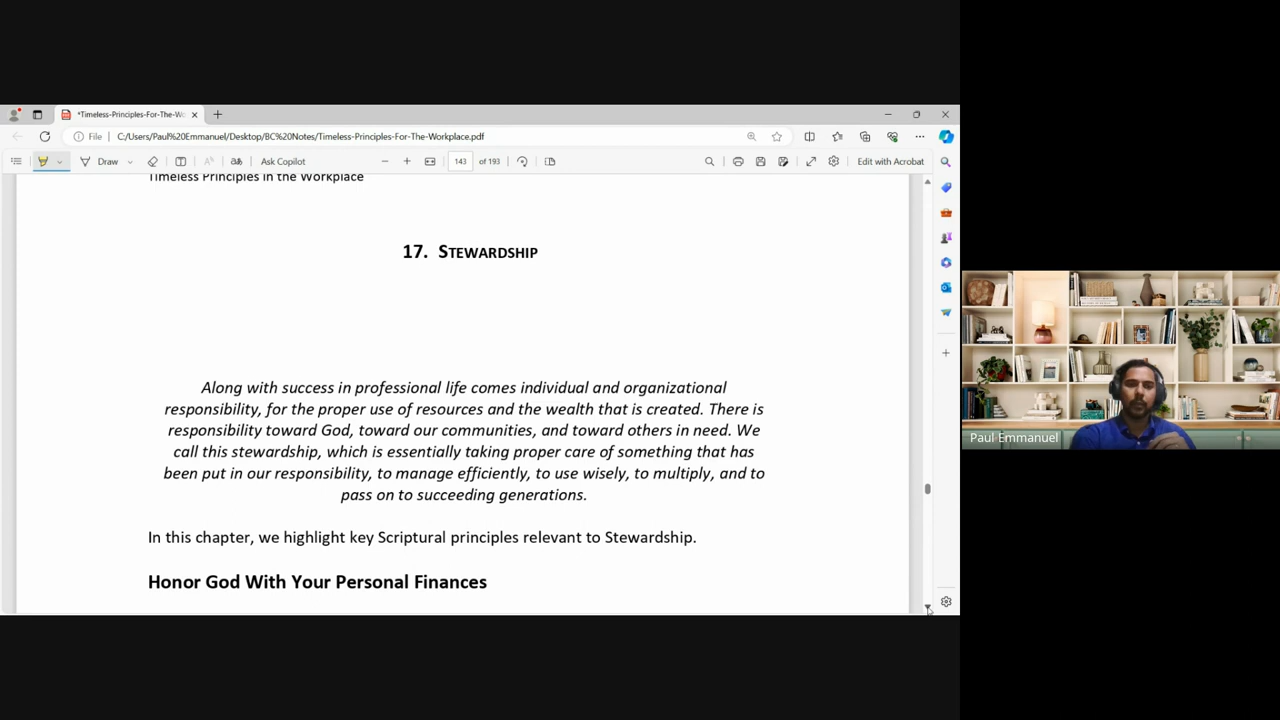 *Timeless-Principles-For-The-Wo
File
C:/Users/Paul%20Emmanuel/Desktop/BC%20Notes/Timeless-Principles-For-The-Workplace.pdf
Draw
Ask Copilot
143 of 193
Edit with Acrobat
Timeless Principles in the Workplace
17. STEWARDSHIP
Along with success in professional life comes individual and organizational
responsibility, for the proper use of resources and the wealth that is created. There is
responsibility toward God, toward our communities, and toward others in need. We
call this stewardship, which is essentially taking proper care of something that has
been put in our responsibility, to manage efficiently, to use wisely, to multiply, and to
pass on to succeeding generations.
In this chapter, we highlight key Scriptural principles relevant to Stewardship.
Honor God With Your Personal Finances
Paul Emmanuel